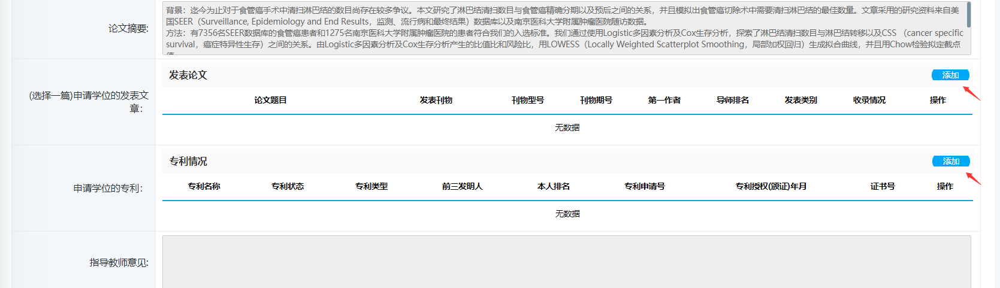 论文摘要:
背景：迄今为止对于食管癌手术中清扫淋巴结的数目尚存在较多争议。本文研究了淋巴结清扫数目与食管癌精确分期以及预后之间的关系，并且模拟出食管癌切除术中需要清扫淋巴结的最佳数量。文章采用的研究资料来自美
国SEER（Surveillance, Epidemiology and End Results，监测、流行病和最终结果）数据库以及南京医科大学附属肿瘤医院随访数据。
方法：有7356名SEER数据库的食管癌患者和1275名南京医科大学附属肿瘤医院的患者符合我们的入选标准。我们通过使用Logistic多因素分析及Cox生存分析，探索了淋巴结清扫数目与淋巴结转移以及CSS （cancer specific
survival，癌症特异性生存）之间的关系。由Logistic多因素分析及Cox生存分析产生的比值比和风险比，用LOWESS（Locally Weighted Scatterplot Smoothing，局部加权回归）生成拟合曲线，并且用Chow检验拟定截点
(选择一篇)申请学位的发表文
章：
发表论文 添加
论文题目 发表刊物 刊物型号 刊物期号 第一作者 导师排名 发表类别 收录情况 操作
无数据
申请学位的专利：
专利情况 添加
专利名称 专利状态 专利类型 前三发明人 本人排名 专利申请号 专利授权(颁证)年月 证书号 操作
无数据
指导教师意见: